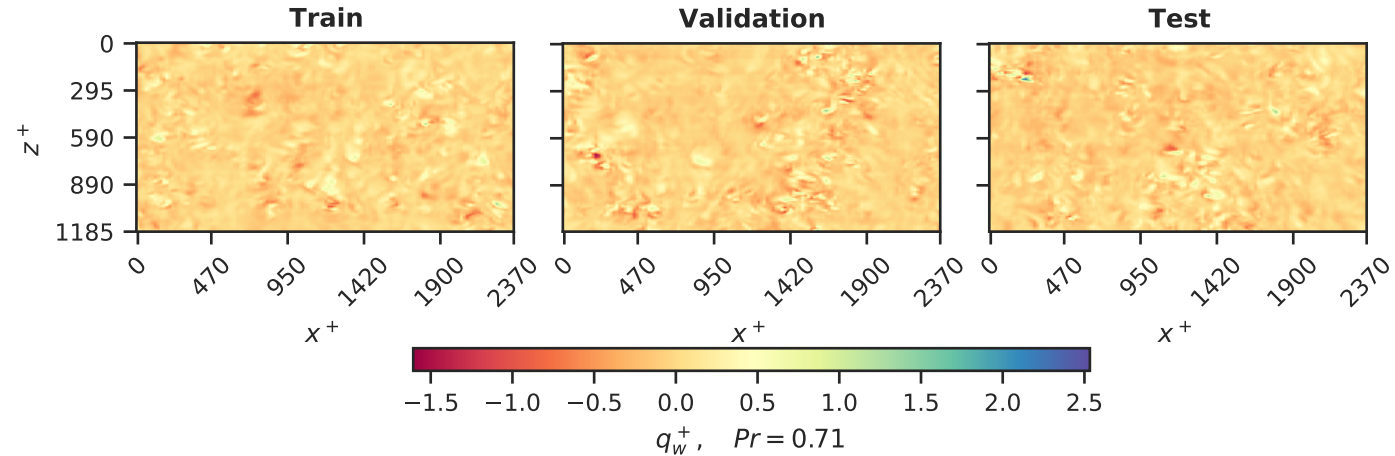 Train Validation Test
0
295
590
890
1185
z⁺
0 470 950 1420 1900 2370 0 470 950 1420 1900 2370 0 470 950 1420 1900 2370
x⁺ x⁺ x⁺
−1.5 −1.0 −0.5 0.0 0.5 1.0 1.5 2.0 2.5
q_w⁺, Pr = 0.71